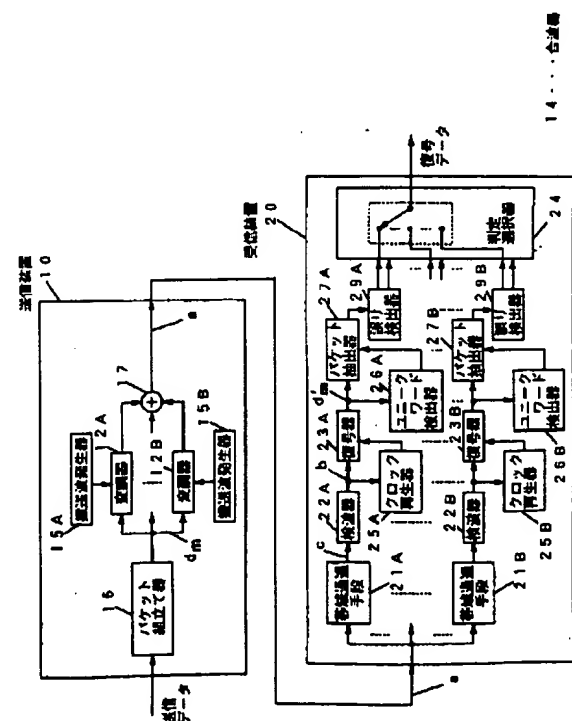 送信装置
10
送信
データ
16
パケット
組立て器
dm
15A
搬送波発生器
2A
変調器
17
112B
変調器
15B
搬送波発生器
a
受信装置
20
a
21A
帯域通過
手段
c
22A
検波器
b
23A
復号器
d'm
25A
クロック
再生器
26A
ユニーク
ワード
検出器
27A
パケット
抽出器
29A
誤り
検出器
21B
帯域通過
手段
22B
検波器
23B
復号器
25B
クロック
再生器
26B
ユニーク
ワード
検出器
27B
パケット
抽出器
29B
誤り
検出器
判定
選択器
24
復号
データ
14・・・合波器